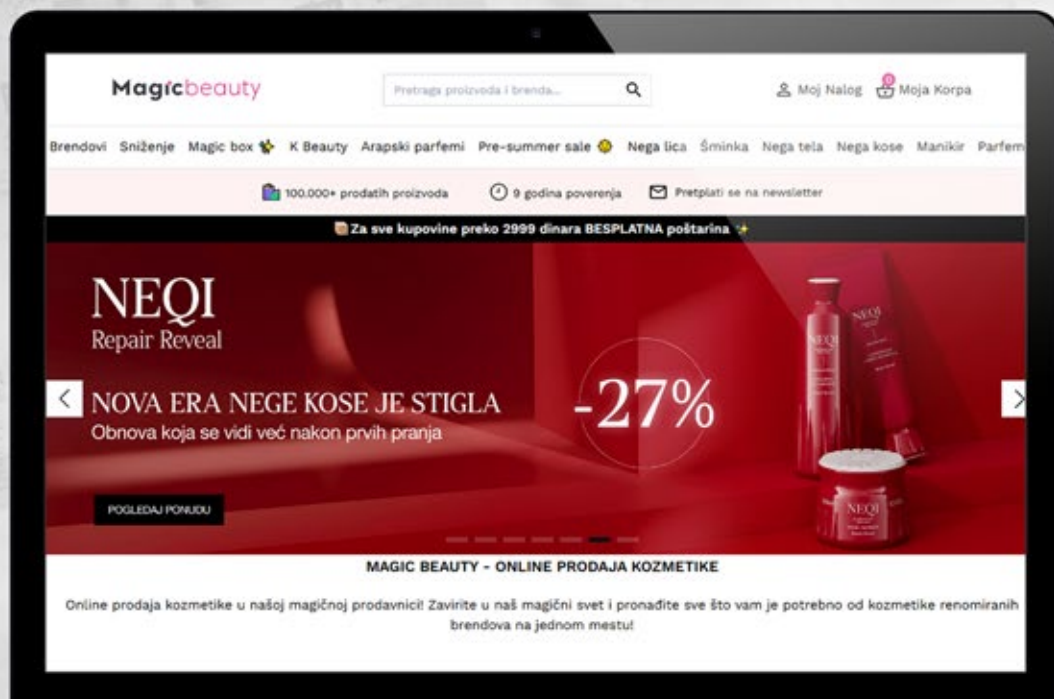 Magicbeauty
Pretraga proizvoda i brenda...
Moj Nalog
0
Moja Korpa
Brendovi Sniženje Magic box K Beauty Arapski parfemi Pre-summer sale Nega lica Šminka Nega tela Nega kose Manikir Parfem
100.000+ prodatih proizvoda 9 godina poverenja Pretplati se na newsletter
Za sve kupovine preko 2999 dinara BESPLATNA poštarina
NEQI
Repair Reveal
NOVA ERA NEGE KOSE JE STIGLA
Obnova koja se vidi već nakon prvih pranja
-27%
POGLEDAJ PONUDU
NEQI
NEQI
NEQI
MAGIC BEAUTY - ONLINE PRODAJA KOZMETIKE
Online prodaja kozmetike u našoj magičnoj prodavnici! Zavirite u naš magični svet i pronađite sve što vam je potrebno od kozmetike renomiranih
brendova na jednom mestu!